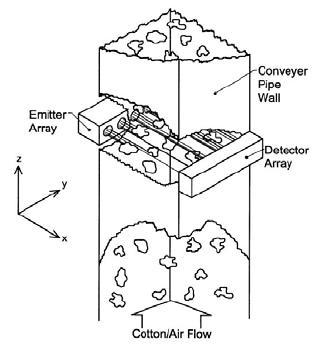 Conveyer
Pipe
Wall
Emitter
Array
Detector
Array
z
y
x
Cotton/Air Flow